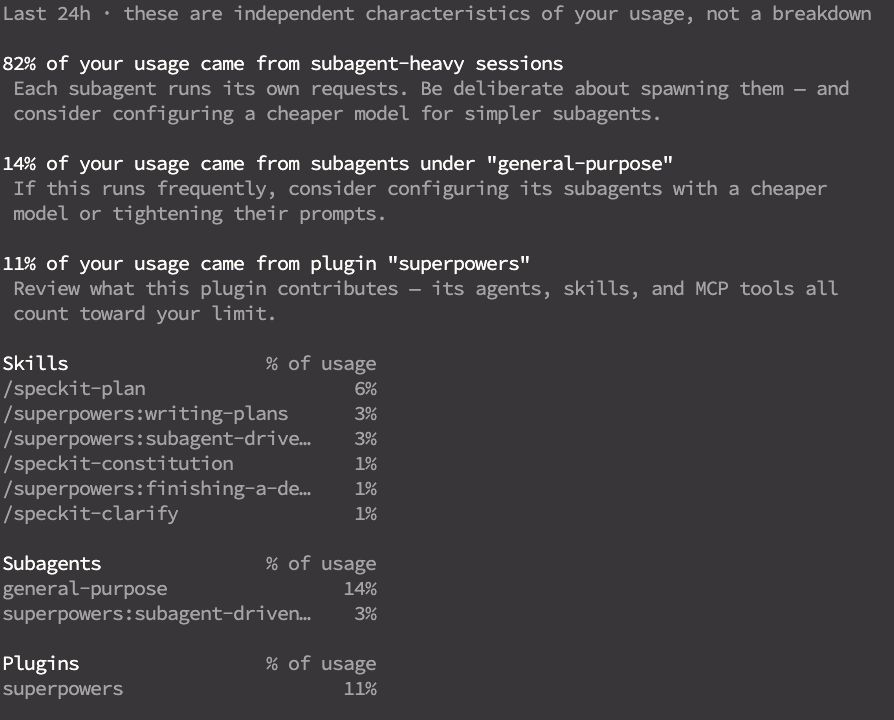 Last 24h · these are independent characteristics of your usage, not a breakdown
82% of your usage came from subagent-heavy sessions
Each subagent runs its own requests. Be deliberate about spawning them — and
consider configuring a cheaper model for simpler subagents.
14% of your usage came from subagents under "general-purpose"
If this runs frequently, consider configuring its subagents with a cheaper
model or tightening their prompts.
11% of your usage came from plugin "superpowers"
Review what this plugin contributes — its agents, skills, and MCP tools all
count toward your limit.
Skills % of usage
/speckit-plan 6%
/superpowers:writing-plans 3%
/superpowers:subagent-drive… 3%
/speckit-constitution 1%
/superpowers:finishing-a-de… 1%
/speckit-clarify 1%
Subagents % of usage
general-purpose 14%
superpowers:subagent-driven… 3%
Plugins % of usage
superpowers 11%